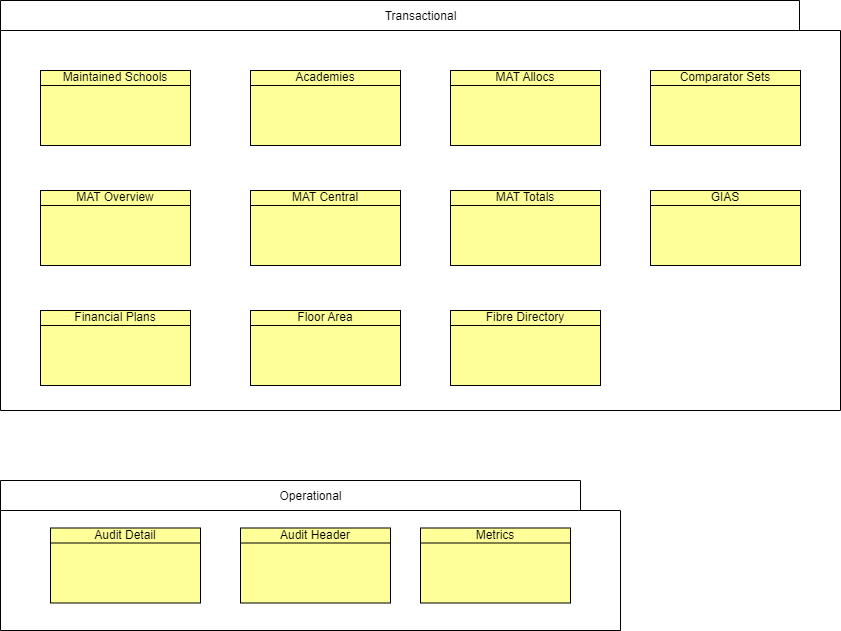 Transactional
Maintained Schools
Academies
MAT Allocs
Comparator Sets
MAT Overview
MAT Central
MAT Totals
GIAS
Financial Plans
Floor Area
Fibre Directory
Operational
Audit Detail
Audit Header
Metrics